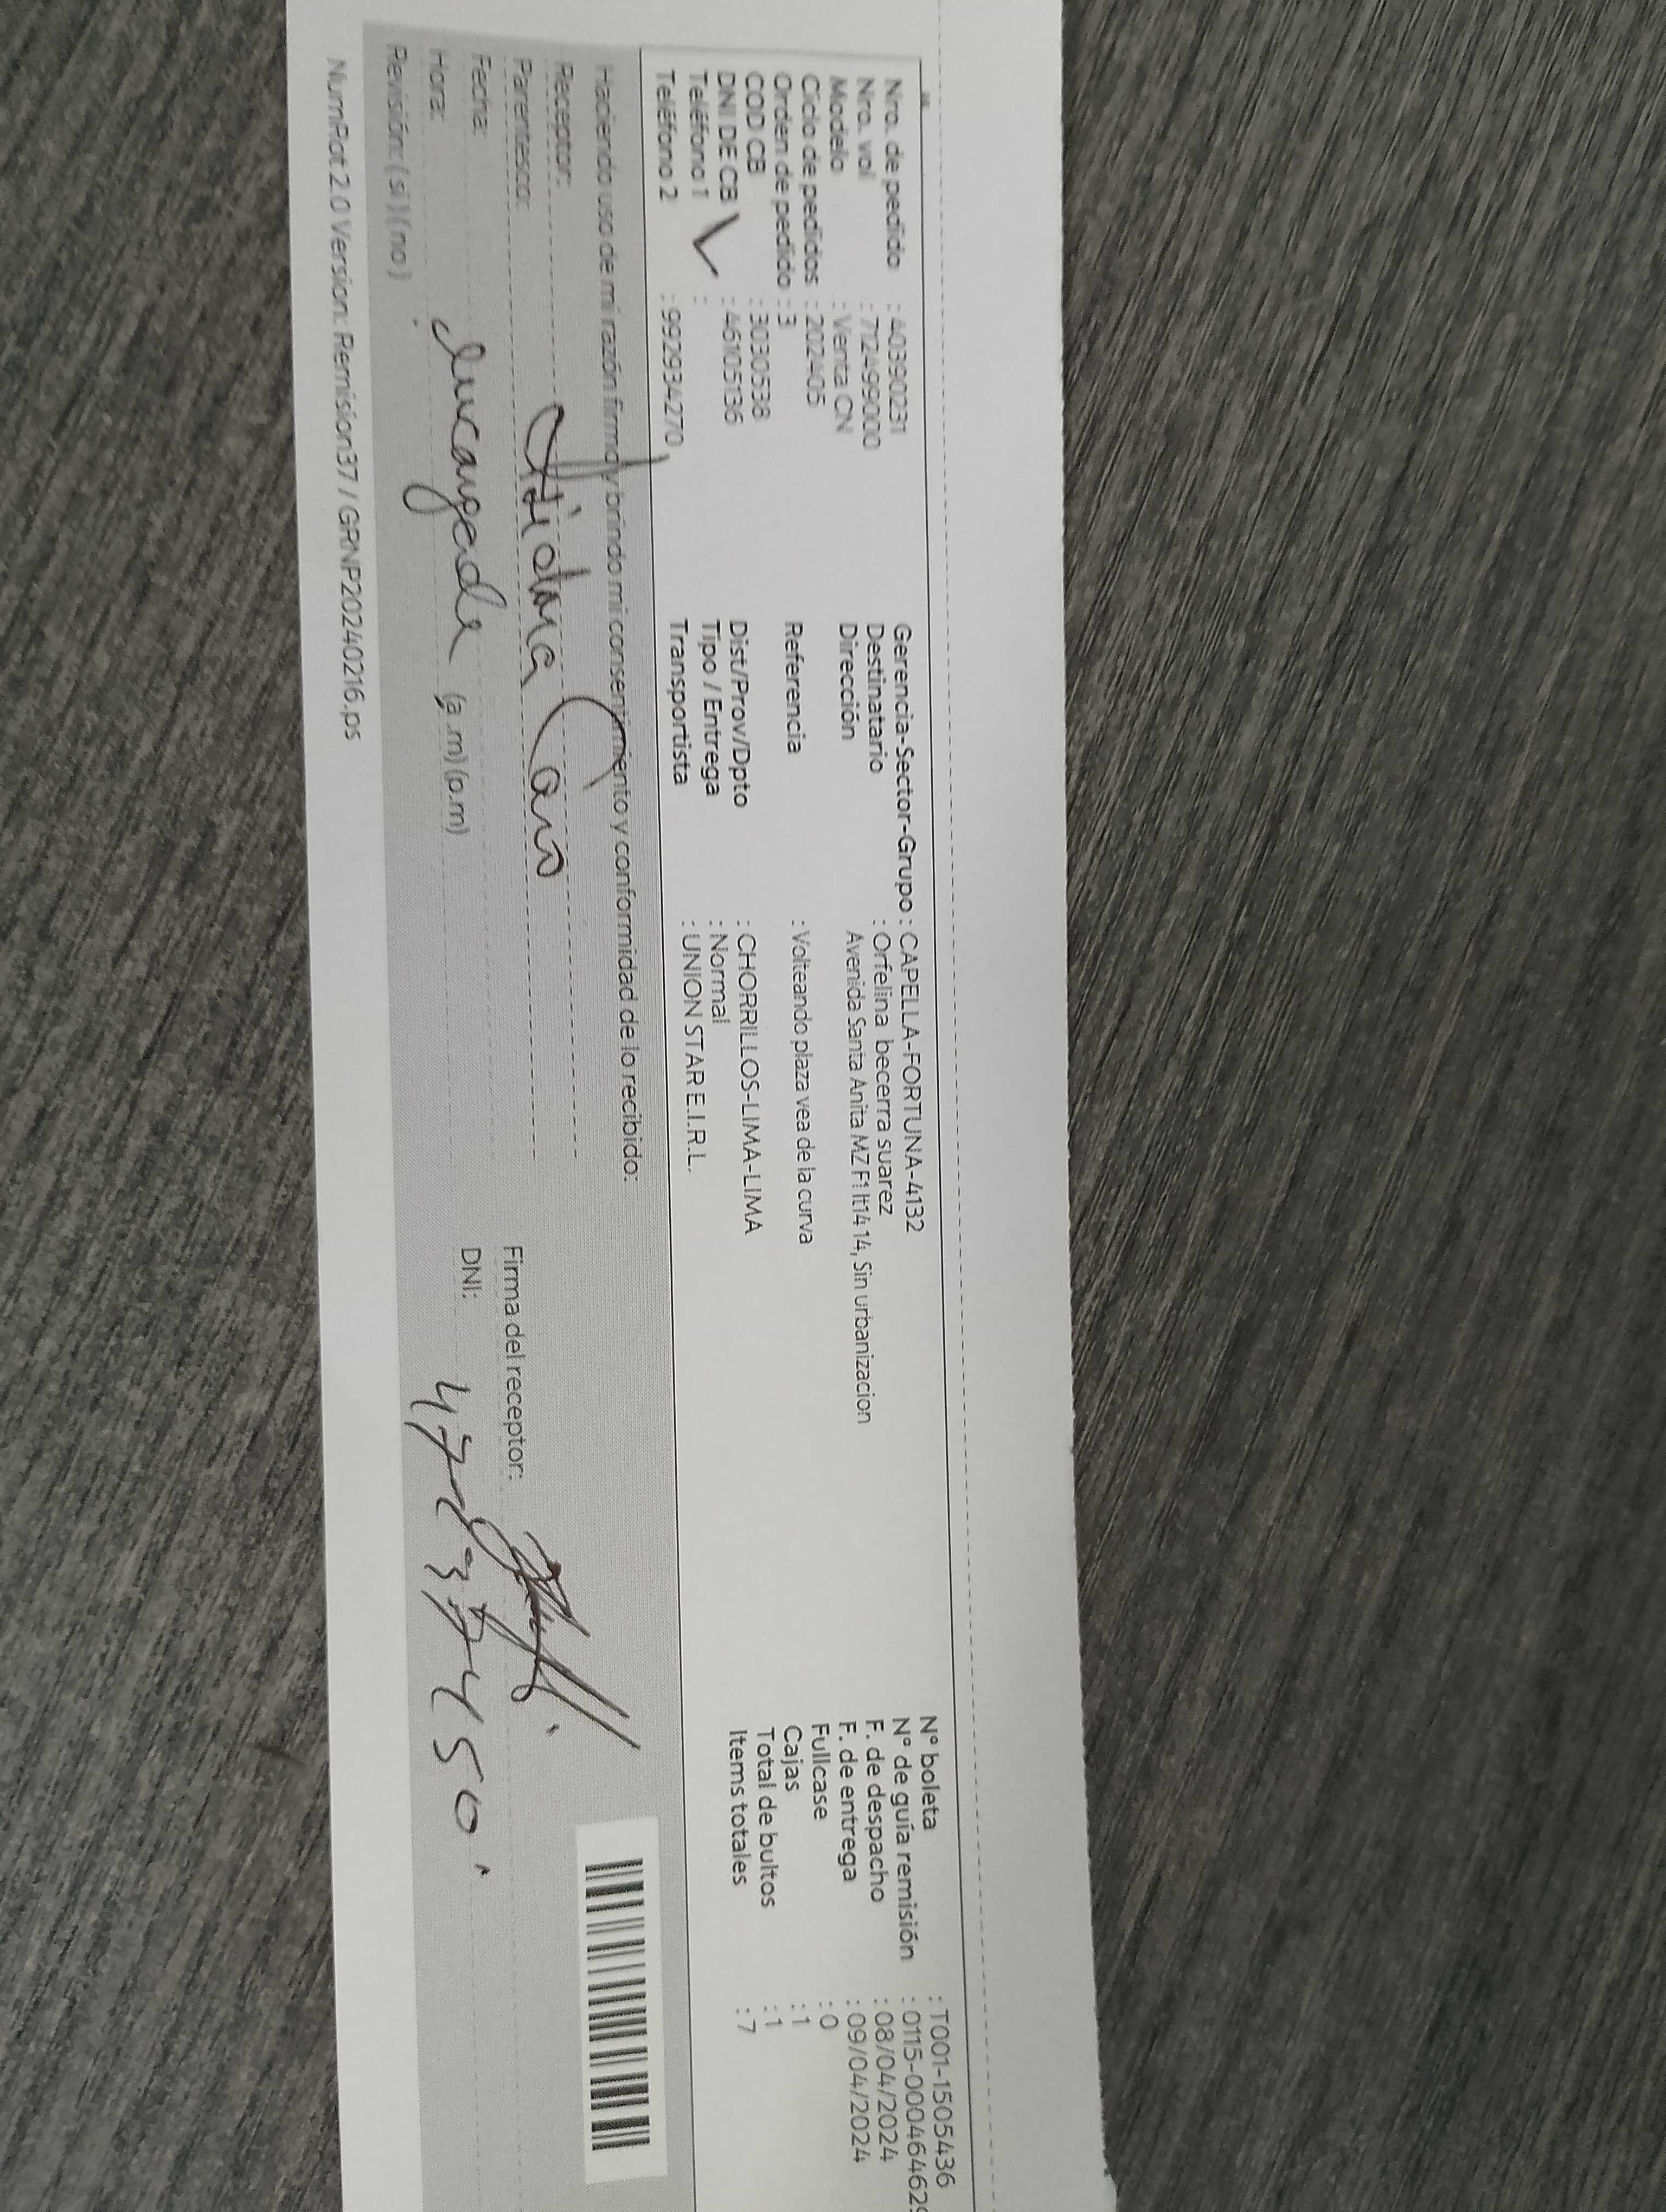 Nro. de pedido : 40390231
Nro. vol : 772499000
Modelo : Venta CN
Ciclo de pedidos : 202405
Orden de pedido : 3
COD CB : 3030538
DNI DE CB : 46105136
Teléfono 1 :
Teléfono 2 : 992934270
Gerencia-Sector-Grupo : CAPELLA-FORTUNA-4132
Destinatario : Orfelina becerra suarez
Dirección Avenida Santa Anita MZ F1 lt14 14, Sin urbanizacion
Referencia : Volteando plaza vea de la curva
Dist/Prov/Dpto : CHORRILLOS-LIMA-LIMA
Tipo / Entrega : Normal
Transportista : UNION STAR E.I.R.L.
N° boleta : T001-1505436
N° de guía remisión : 0115-00046462
F. de despacho : 08/04/2024
F. de entrega : 09/04/2024
Fullcase : 0
Cajas : 1
Total de bultos : 1
Items totales : 7
Haciendo uso de mi razón firmo y brindo mi consentimiento y conformidad de lo recibido:
Receptor:
Parentesco: Cano
Fecha:
Hora: (a.m) (p.m)
Revisión: ( si ) ( no )
Firma del receptor:
DNI:
NumRot 2.0 Version: Remisión37 / GRNP20240216.ps